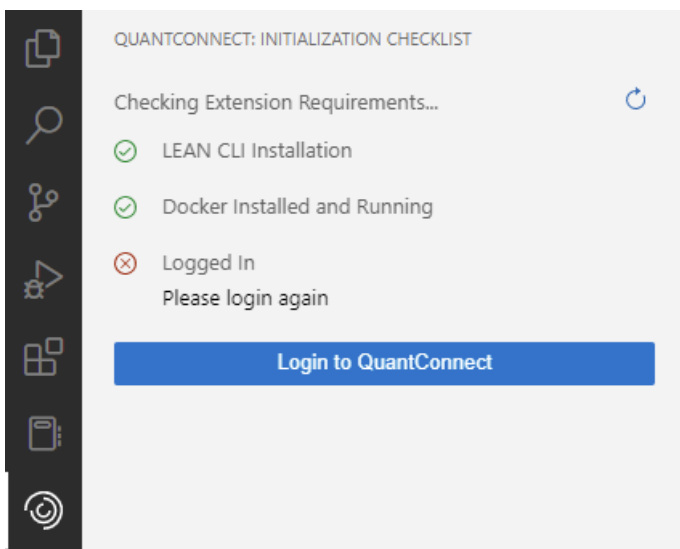 QUANTCONNECT: INITIALIZATION CHECKLIST
Checking Extension Requirements...
LEAN CLI Installation
Docker Installed and Running
Logged In
Please login again
Login to QuantConnect